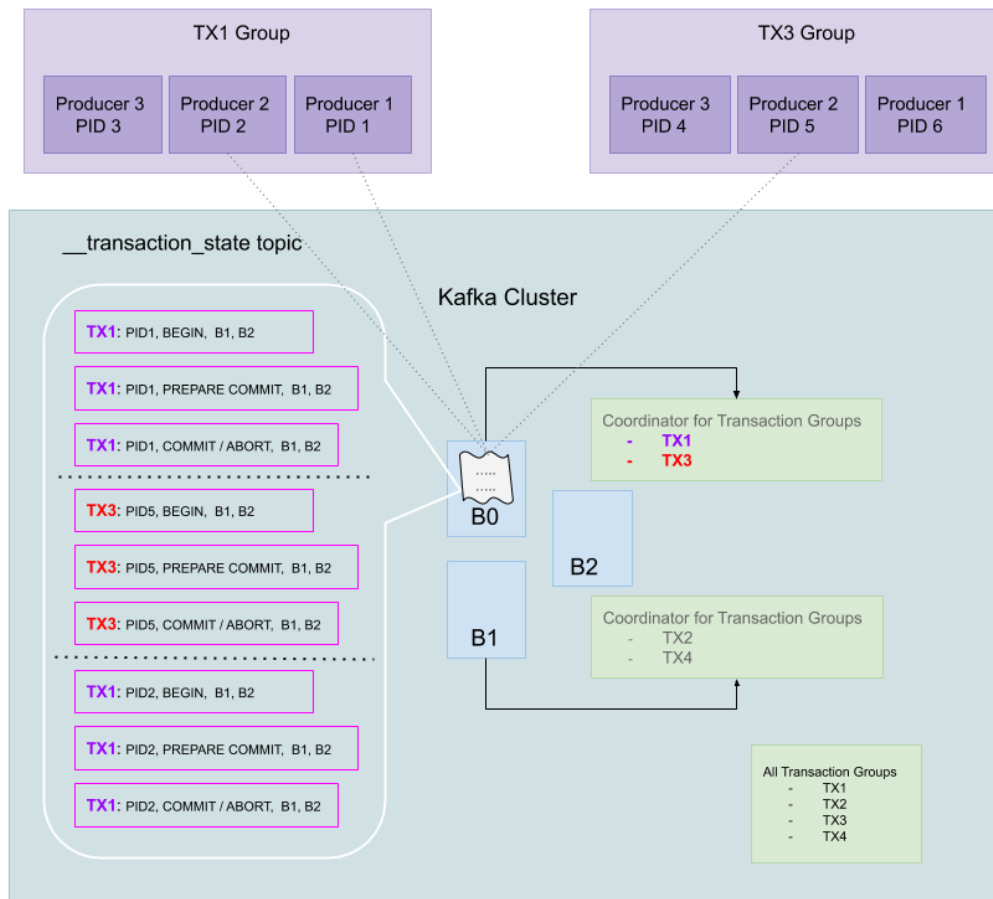 TX1 Group
Producer 3
PID 3
Producer 2
PID 2
Producer 1
PID 1
TX3 Group
Producer 3
PID 4
Producer 2
PID 5
Producer 1
PID 6
__transaction_state topic
Kafka Cluster
TX1: PID1, BEGIN, B1, B2
TX1: PID1, PREPARE COMMIT, B1, B2
TX1: PID1, COMMIT / ABORT, B1, B2
TX3: PID5, BEGIN, B1, B2
TX3: PID5, PREPARE COMMIT, B1, B2
TX3: PID5, COMMIT / ABORT, B1, B2
TX1: PID2, BEGIN, B1, B2
TX1: PID2, PREPARE COMMIT, B1, B2
TX1: PID2, COMMIT / ABORT, B1, B2
.....
.....
B0
B2
B1
Coordinator for Transaction Groups
- TX1
- TX3
Coordinator for Transaction Groups
- TX2
- TX4
All Transaction Groups
- TX1
- TX2
- TX3
- TX4